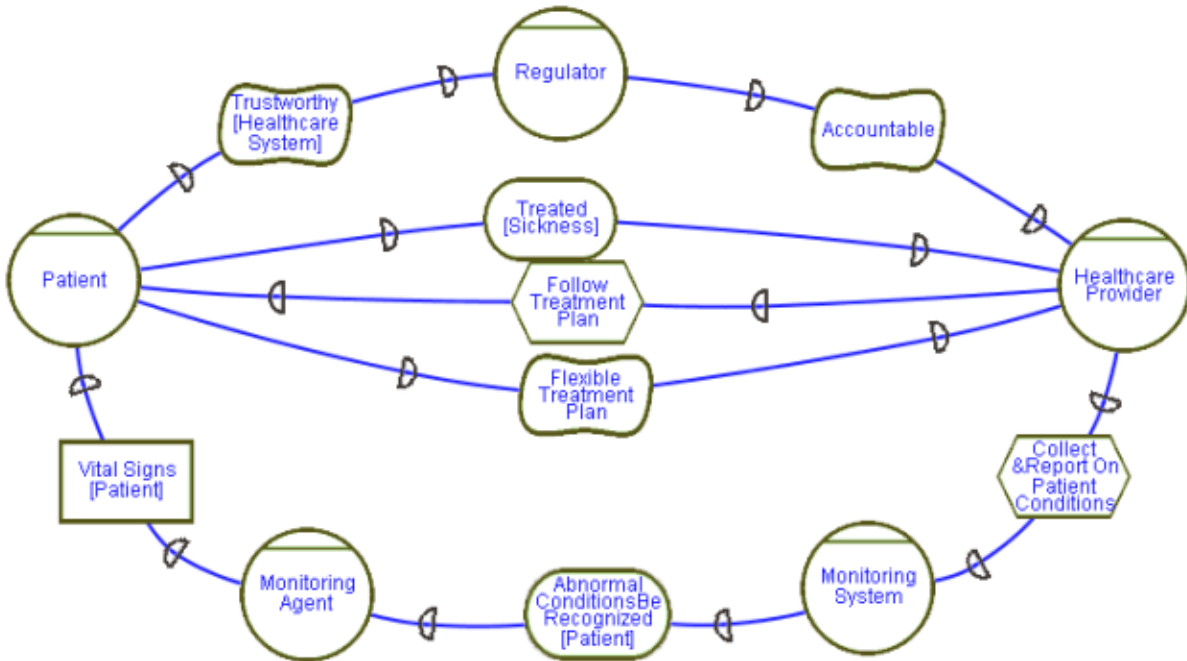 Regulator
Trustworthy
[Healthcare
System]
Accountable
Treated
[Sickness]
Patient
Follow
Treatment
Plan
Healthcare
Provider
Flexible
Treatment
Plan
Vital Signs
[Patient]
Collect
&Report On
Patient
Conditions
Monitoring
Agent
Abnormal
ConditionsBe
Recognized
[Patient]
Monitoring
System